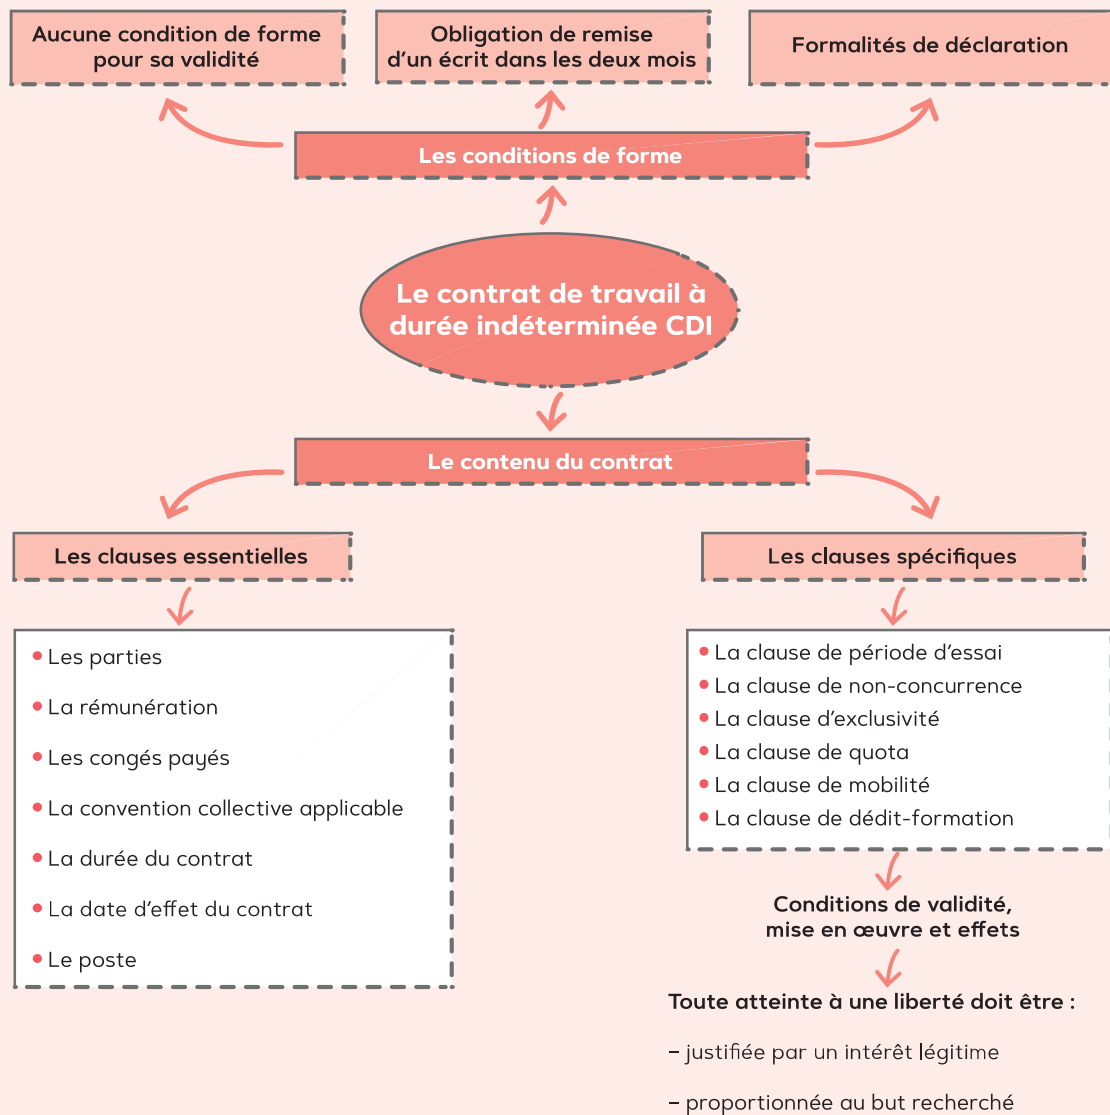 Aucune condition de forme
pour sa validité
Obligation de remise
d'un écrit dans les deux mois
Formalités de déclaration
Les conditions de forme
Le contrat de travail à
durée indéterminée CDI
Le contenu du contrat
Les clauses essentielles
• Les parties
• La rémunération
• Les congés payés
• La convention collective applicable
• La durée du contrat
• La date d'effet du contrat
• Le poste
Les clauses spécifiques
• La clause de période d'essai
• La clause de non-concurrence
• La clause d'exclusivité
• La clause de quota
• La clause de mobilité
• La clause de dédit-formation
Conditions de validité,
mise en œuvre et effets
Toute atteinte à une liberté doit être :
– justifiée par un intérêt légitime
– proportionnée au but recherché